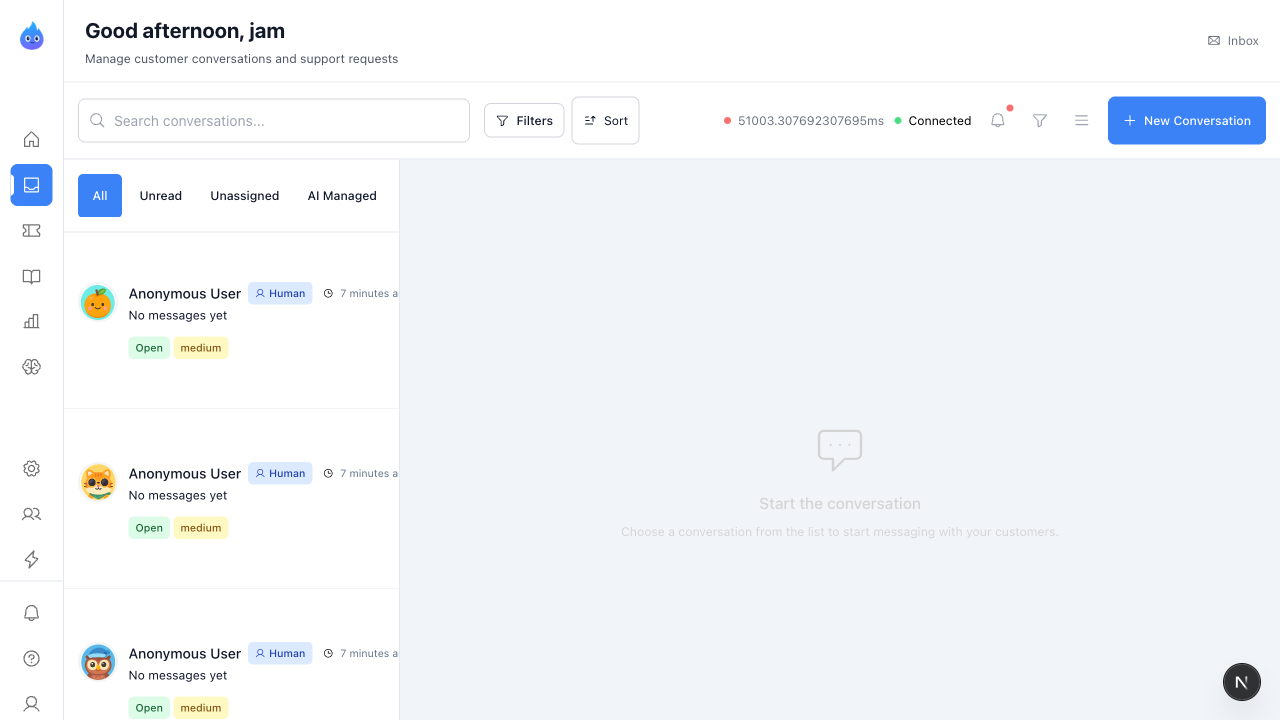 Good afternoon, jam
Manage customer conversations and support requests
Inbox
Search conversations...
Filters
Sort
51003.307692307695ms
Connected
New Conversation
All
Unread
Unassigned
AI Managed
Anonymous User
Human
7 minutes a
No messages yet
Open
medium
Anonymous User
Human
7 minutes a
No messages yet
Open
medium
Anonymous User
Human
7 minutes a
No messages yet
Open
medium
Start the conversation
Choose a conversation from the list to start messaging with your customers.
N